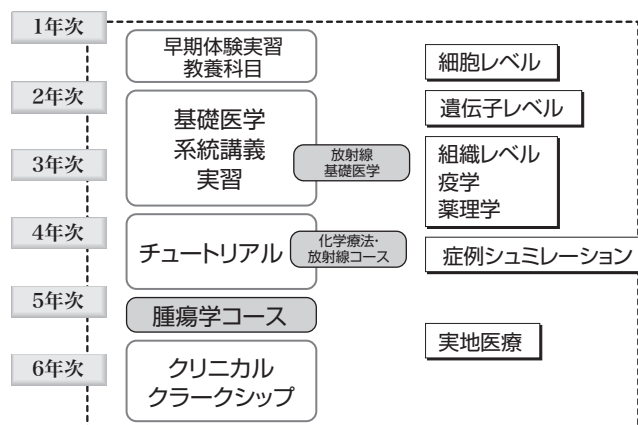 1年次
早期体験実習
教養科目
細胞レベル
2年次
遺伝子レベル
基礎医学
系統講義
実習
3年次
放射線
基礎医学
組織レベル
疫学
薬理学
4年次
チュートリアル
化学療法・
放射線コース
症例シュミレーション
5年次
腫瘍学コース
実地医療
6年次
クリニカル
クラークシップ